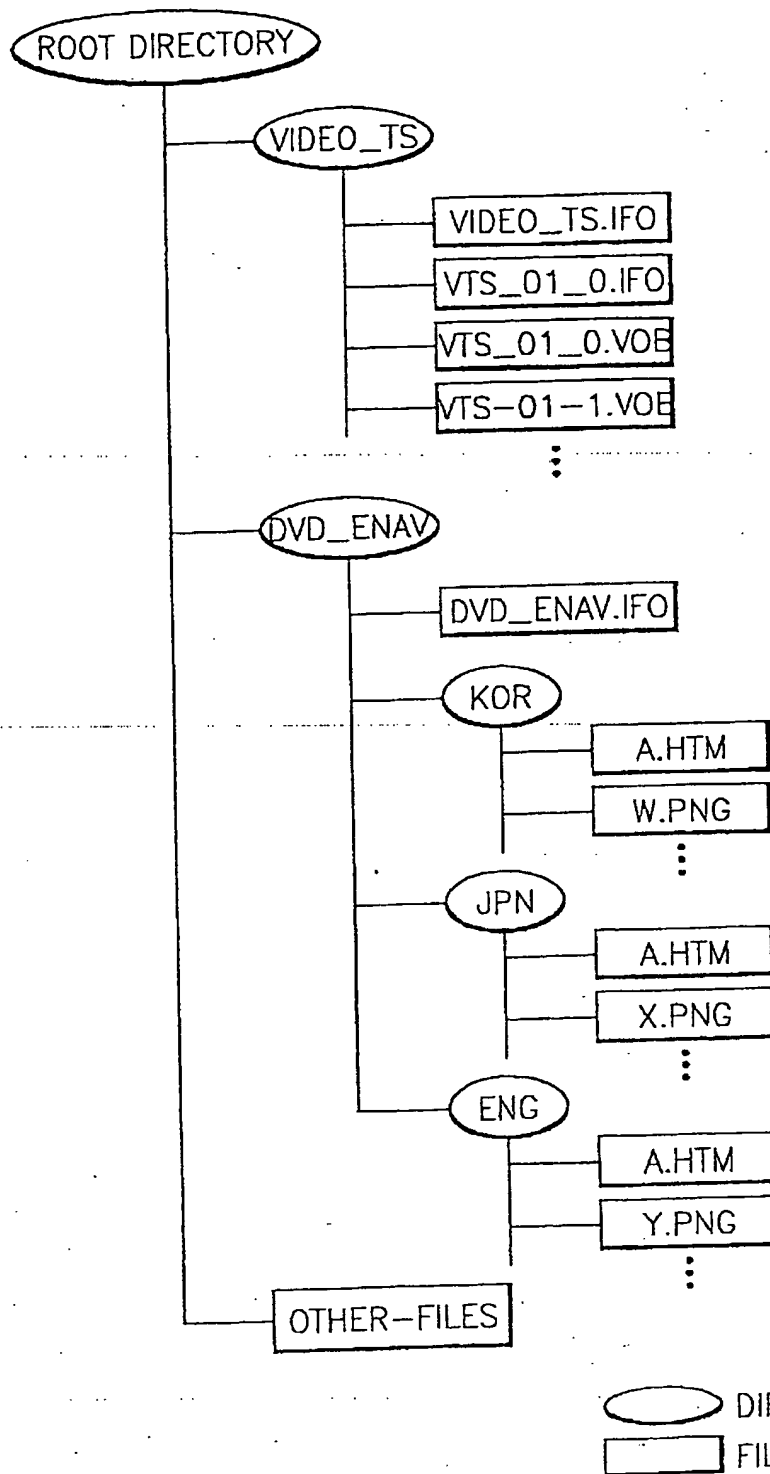 ROOT DIRECTORY
VIDEO_TS
VIDEO_TS.IFO
VTS_01_0.IFO
VTS_01_0.VOB
VTS-01-1.VOB
DVD_ENAV
DVD_ENAV.IFO
KOR
A.HTM
W.PNG
JPN
A.HTM
X.PNG
ENG
A.HTM
Y.PNG
OTHER-FILES